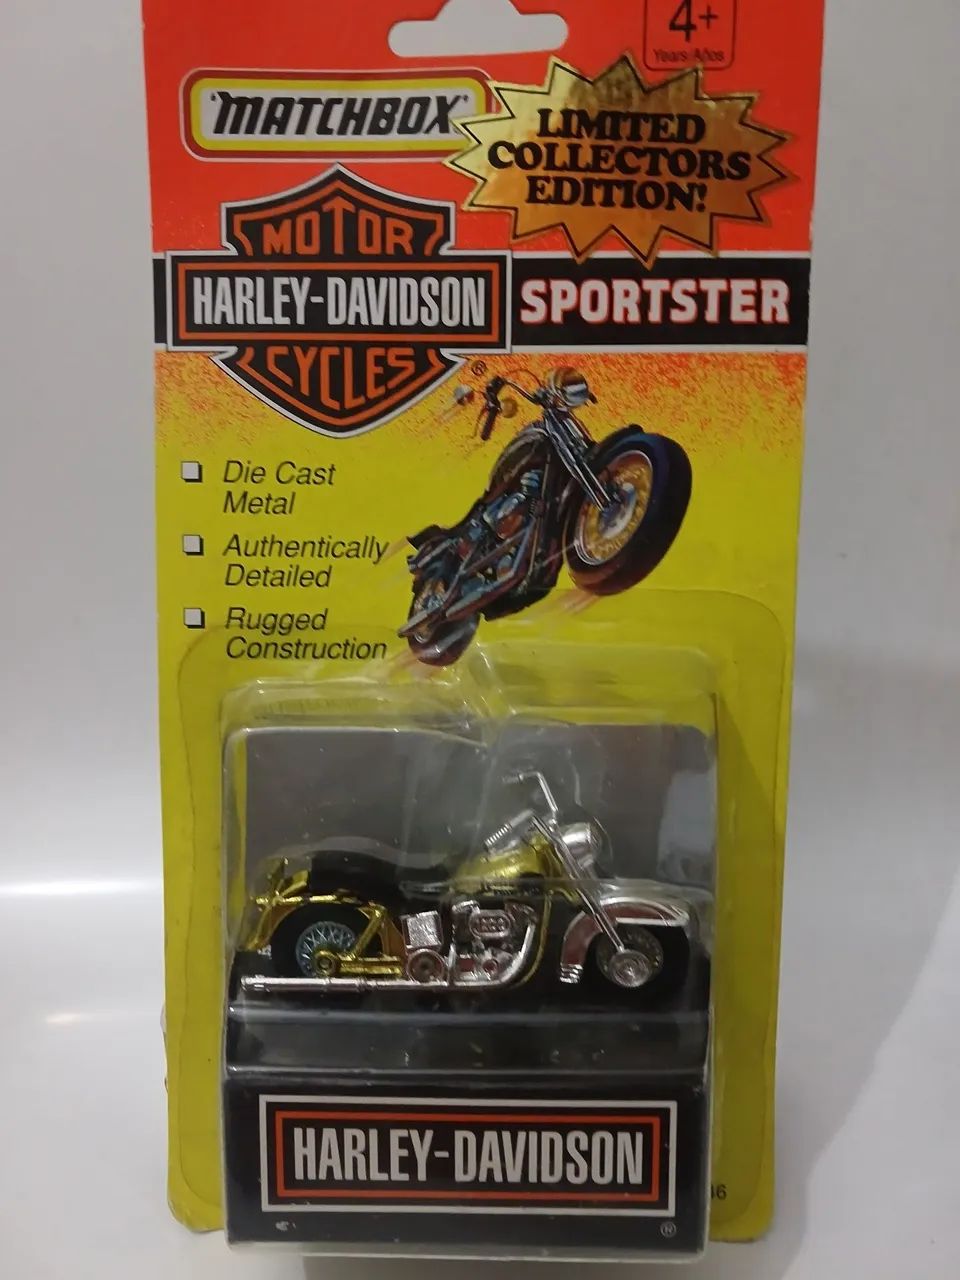 4+
Years/Años
MATCHBOX
LIMITED
COLLECTORS
EDITION!
MOTOR
HARLEY-DAVIDSON
CYCLES
®
SPORTSTER
Die Cast
Metal
Authentically
Detailed
Rugged
Construction
HARLEY-DAVIDSON
®